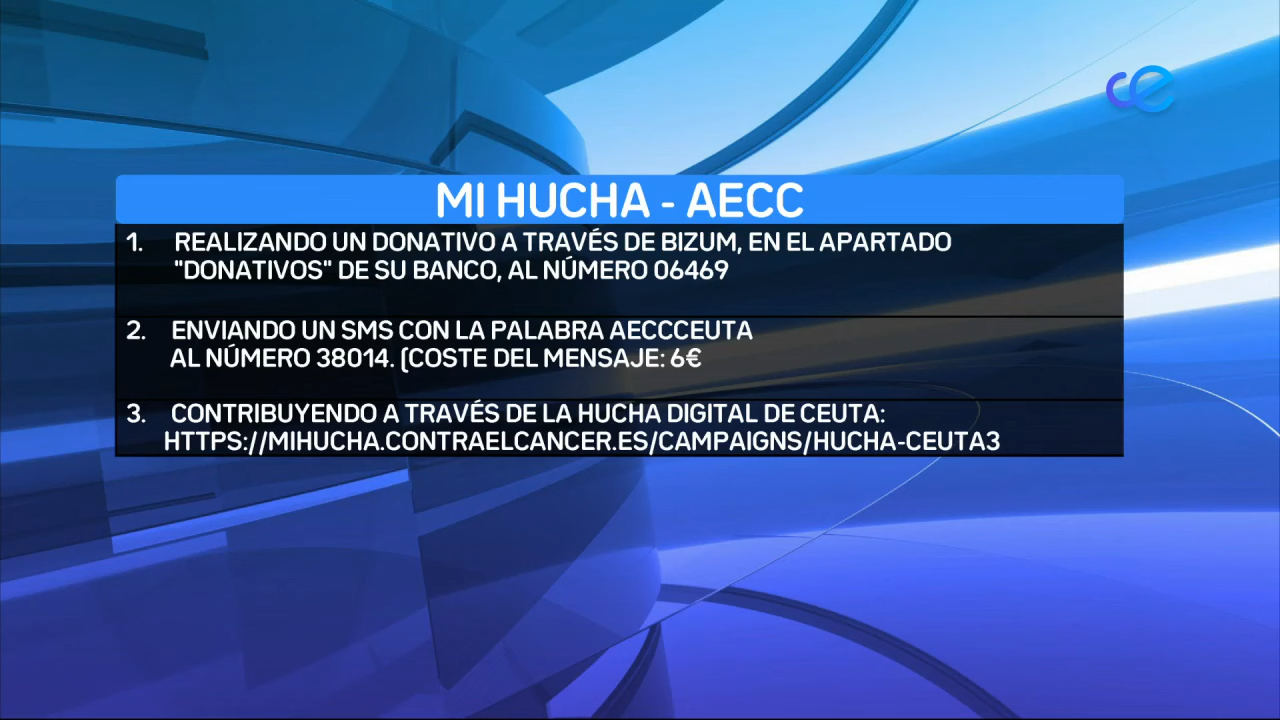 ce
MI HUCHA - AECC
1. REALIZANDO UN DONATIVO A TRAVÉS DE BIZUM, EN EL APARTADO
"DONATIVOS" DE SU BANCO, AL NÚMERO 06469
2. ENVIANDO UN SMS CON LA PALABRA AECCCEUTA
AL NÚMERO 38014. (COSTE DEL MENSAJE: 6€
3. CONTRIBUYENDO A TRAVÉS DE LA HUCHA DIGITAL DE CEUTA:
HTTPS://MIHUCHA.CONTRAELCANCER.ES/CAMPAIGNS/HUCHA-CEUTA3